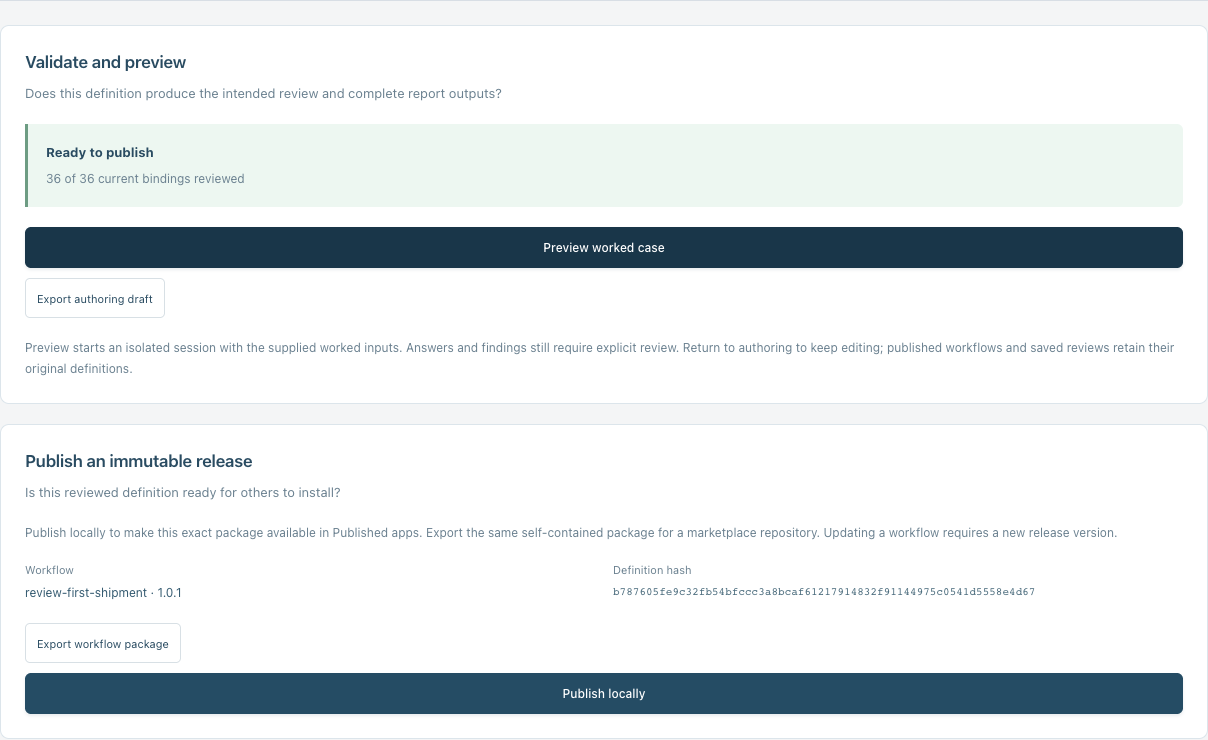 Validate and preview
Does this definition produce the intended review and complete report outputs?
Ready to publish
36 of 36 current bindings reviewed
Preview worked case
Export authoring draft
Preview starts an isolated session with the supplied worked inputs. Answers and findings still require explicit review. Return to authoring to keep editing; published workflows and saved reviews retain their
original definitions.
Publish an immutable release
Is this reviewed definition ready for others to install?
Publish locally to make this exact package available in Published apps. Export the same self-contained package for a marketplace repository. Updating a workflow requires a new release version.
Workflow
review-first-shipment · 1.0.1
Definition hash
b787605fe9c32fb54bfccc3a8bcaf61217914832f91144975c0541d5558e4d67
Export workflow package
Publish locally